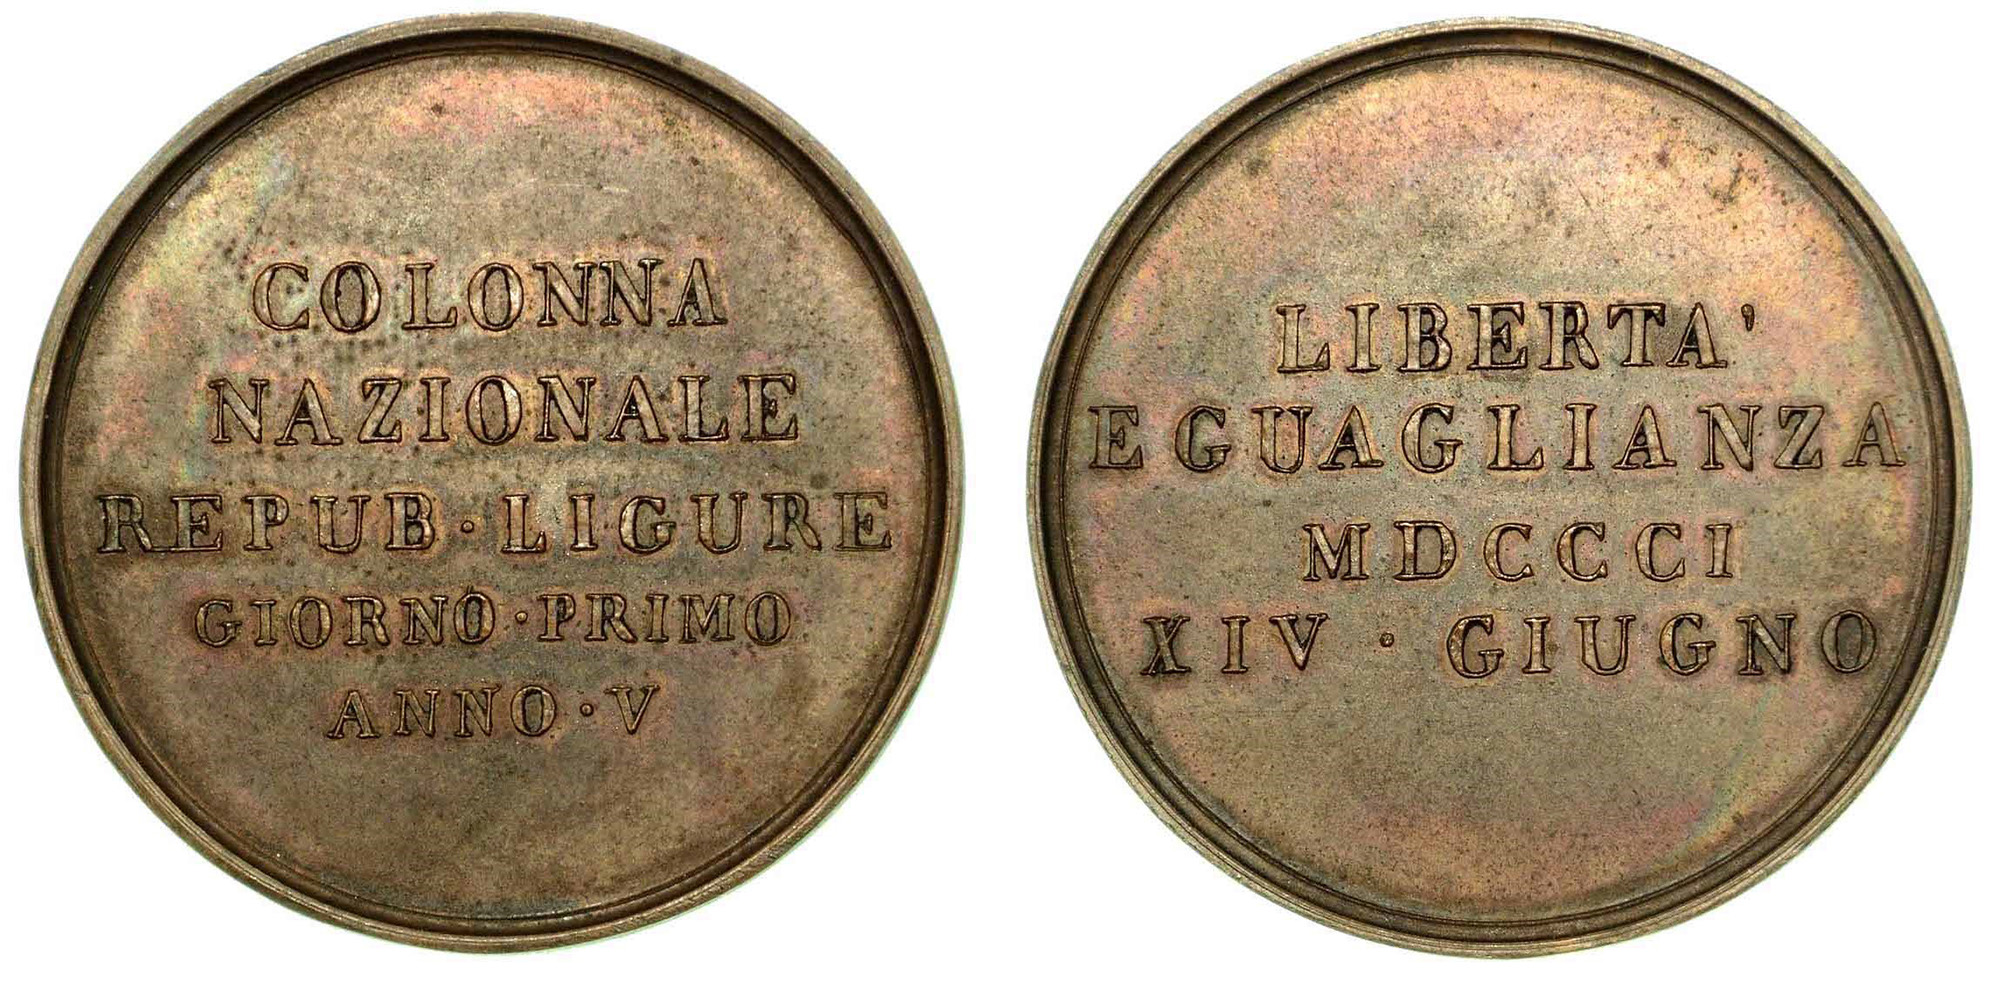 COLONNA
NAZIONALE
REPUB · LIGURE
GIORNO · PRIMO
ANNO · V
LIBERTA'
EGUAGLIANZA
MDCCCI
XIV · GIUGNO